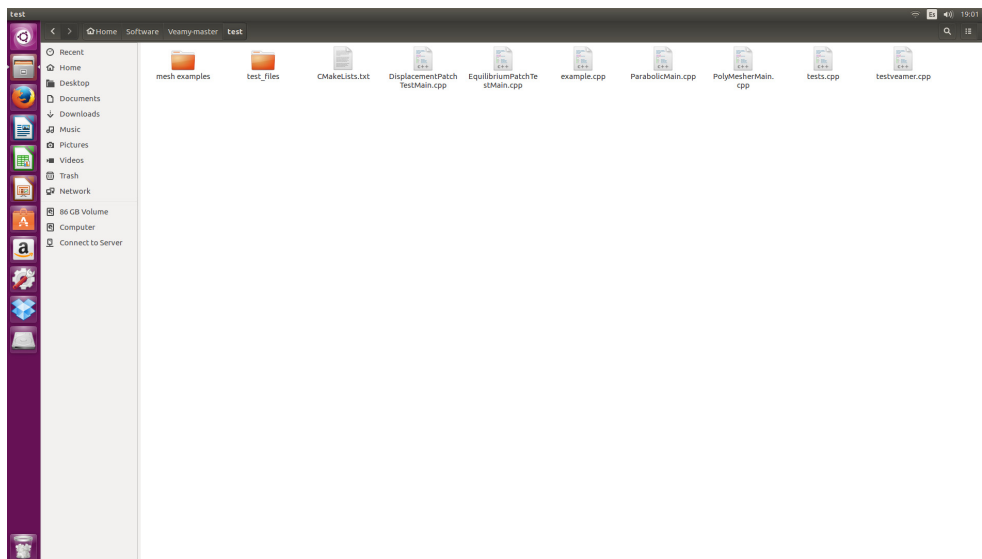 test
Es
19:01
Home Software Veamy-master test
Recent
Home
Desktop
Documents
Downloads
Music
Pictures
Videos
Trash
Network
86 GB Volume
Computer
Connect to Server
mesh examples
test_files
CMakeLists.txt
DisplacementPatch
TestMain.cpp
EquilibriumPatchTe
stMain.cpp
example.cpp
ParabolicMain.cpp
PolyMesherMain.
cpp
tests.cpp
testveamer.cpp